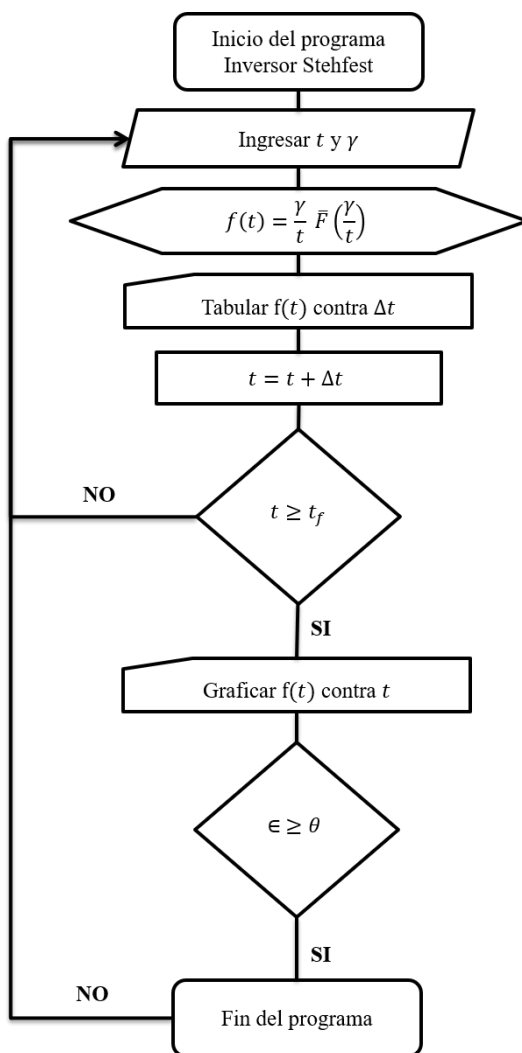 Inicio del programa
Inversor Stehfest
Ingresar t y γ
f(t) = γ/t F̄ (γ/t)
Tabular f(t) contra Δt
t = t + Δt
t ≥ t_f
NO
SI
Graficar f(t) contra t
∈ ≥ θ
SI
NO
Fin del programa